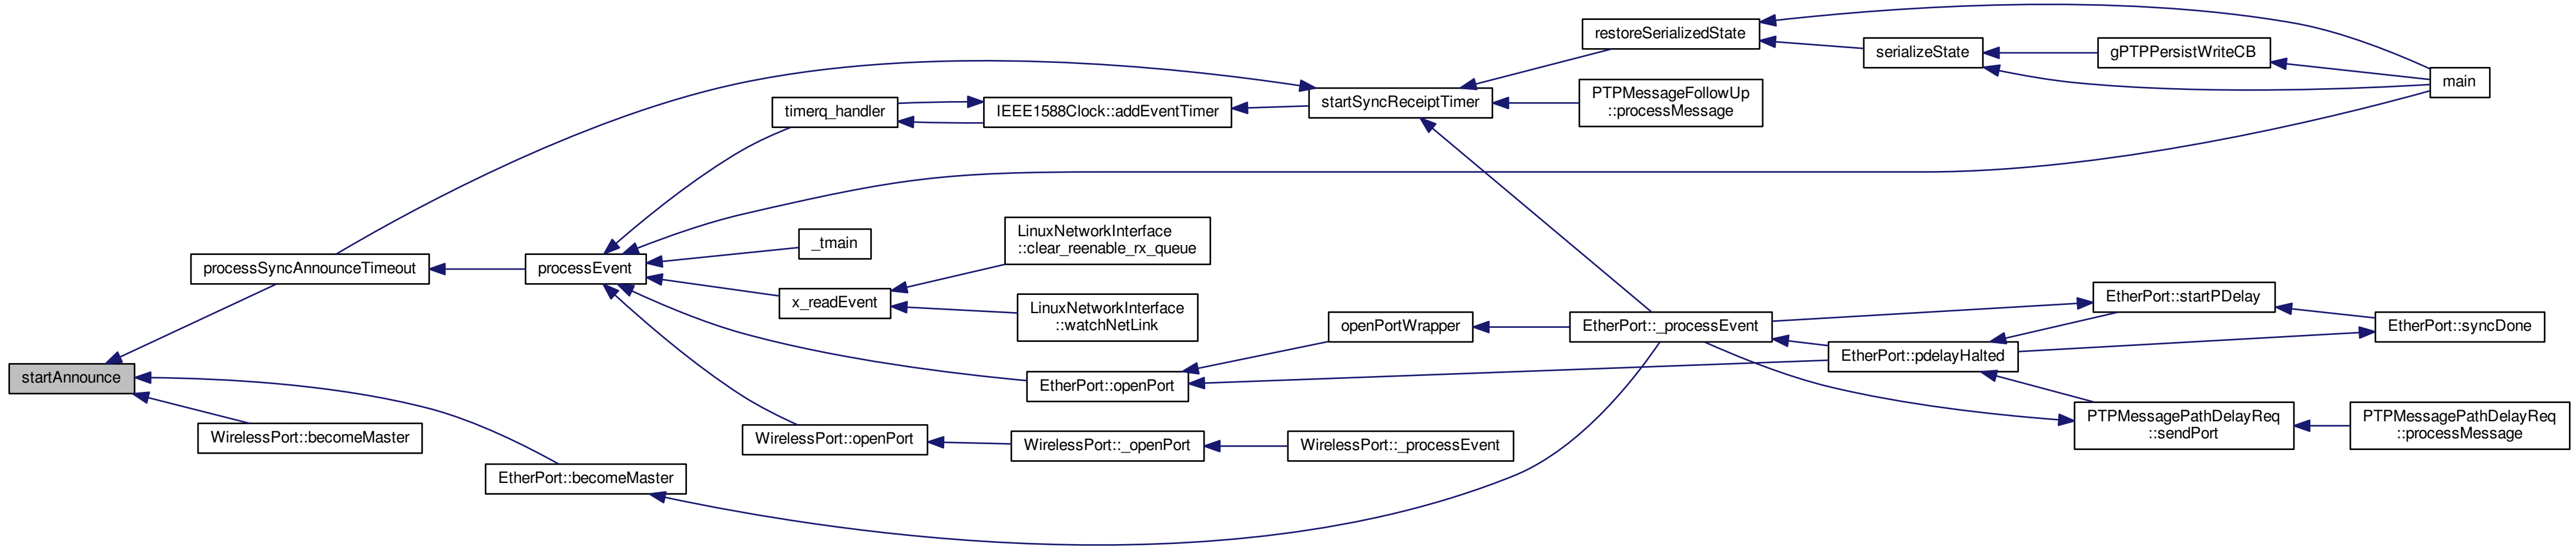 startAnnounce
processSyncAnnounceTimeout
WirelessPort::becomeMaster
EtherPort::becomeMaster
processEvent
timerq_handler
_tmain
x_readEvent
EtherPort::openPort
WirelessPort::openPort
IEEE1588Clock::addEventTimer
LinuxNetworkInterface
::clear_reenable_rx_queue
LinuxNetworkInterface
::watchNetLink
WirelessPort::_openPort
startSyncReceiptTimer
openPortWrapper
WirelessPort::_processEvent
restoreSerializedState
PTPMessageFollowUp
::processMessage
EtherPort::_processEvent
serializeState
EtherPort::pdelayHalted
gPTPPersistWriteCB
EtherPort::startPDelay
PTPMessagePathDelayReq
::sendPort
main
EtherPort::syncDone
PTPMessagePathDelayReq
::processMessage